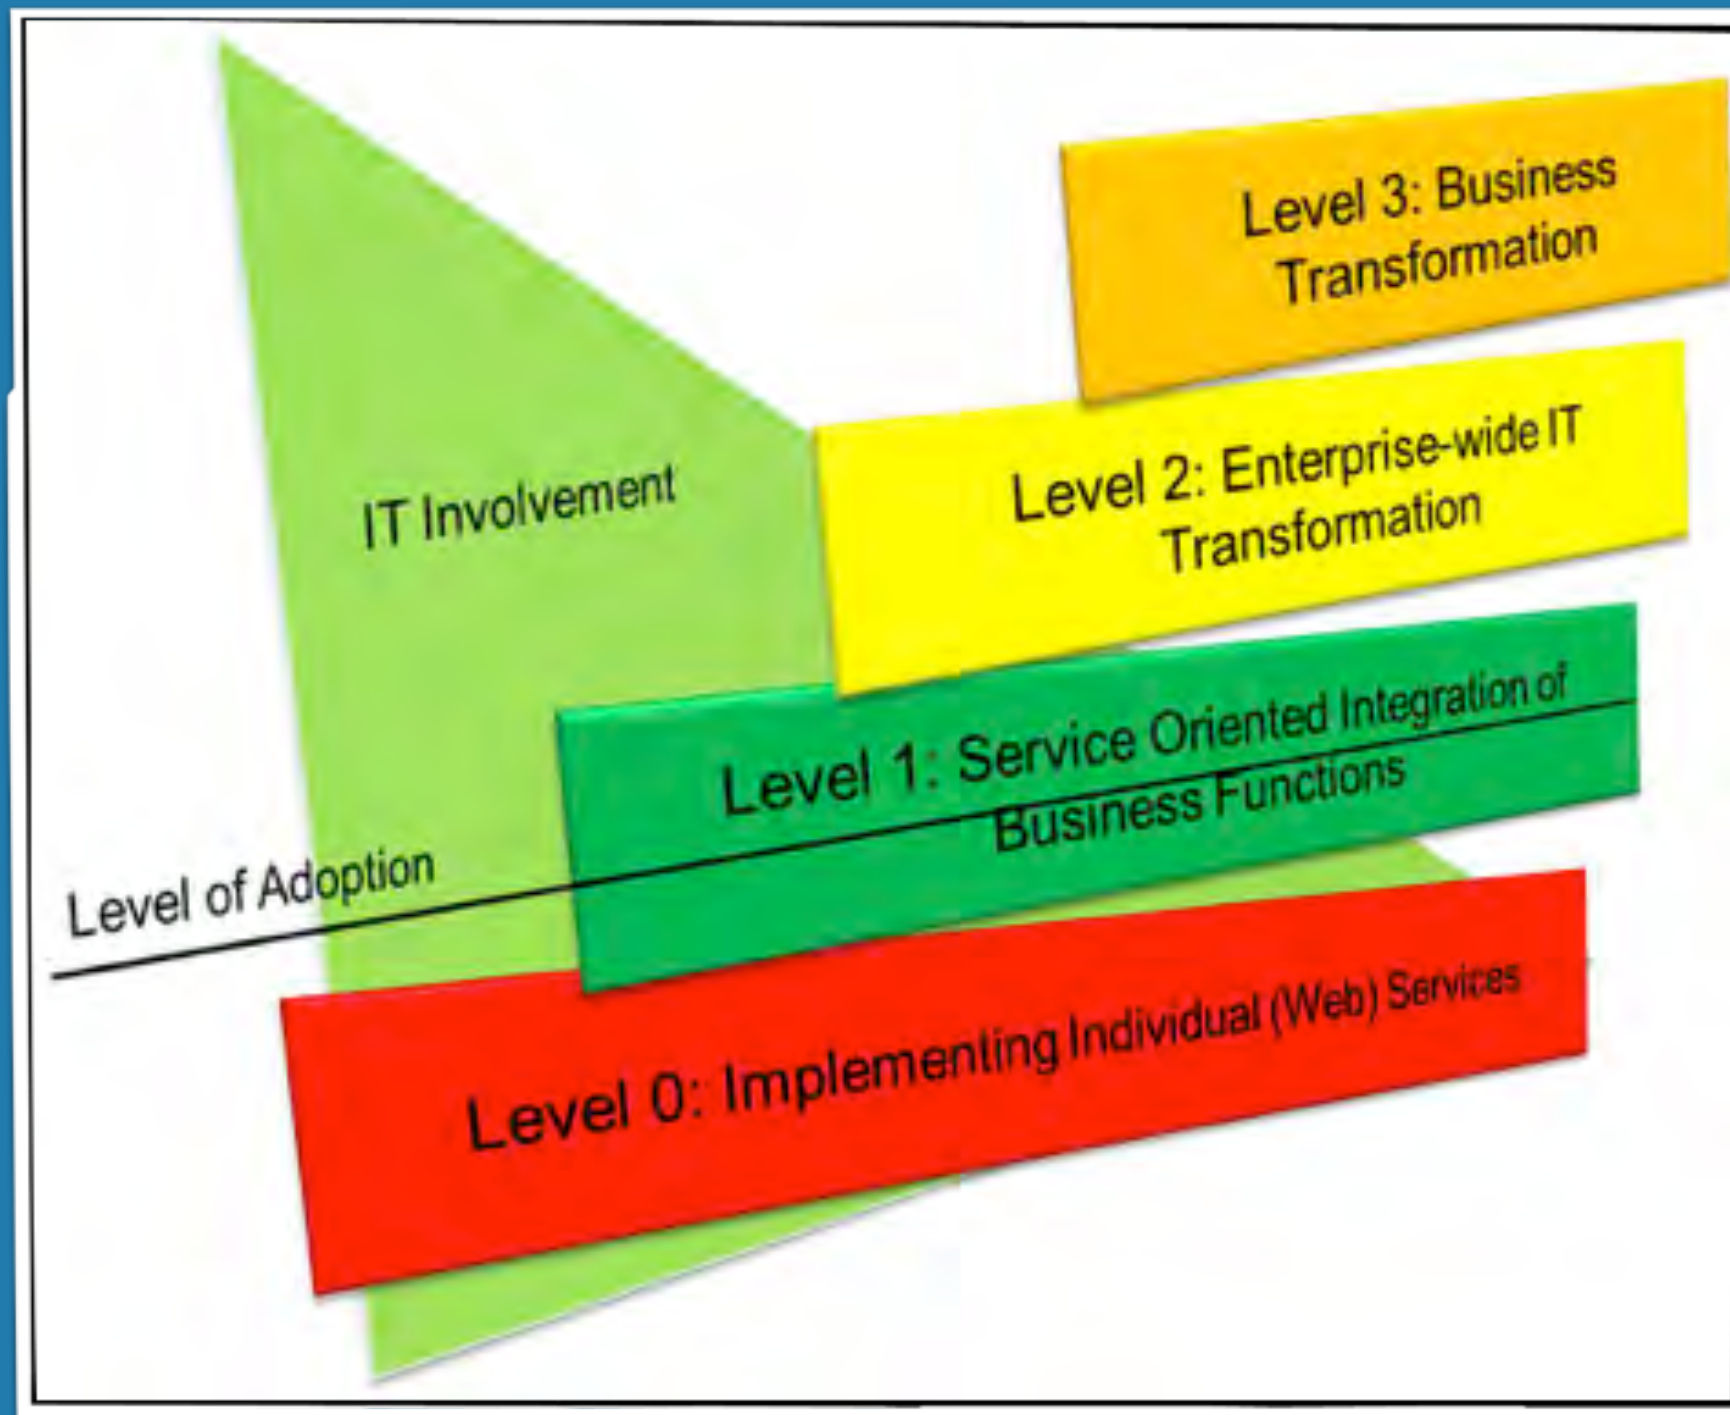 Level 3: Business
Transformation
IT Involvement
Level 2: Enterprise-wide IT
Transformation
Level 1: Service Oriented Integration of
Business Functions
Level of Adoption
Level 0: Implementing Individual (Web) Services